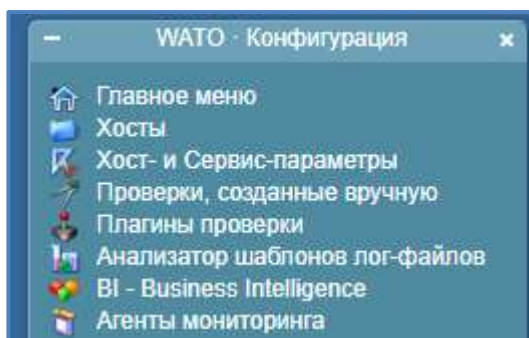 WATO · Конфигурация
Главное меню
Хосты
Хост- и Сервис-параметры
Проверки, созданные вручную
Плагины проверки
Анализатор шаблонов лог-файлов
BI - Business Intelligence
Агенты мониторинга